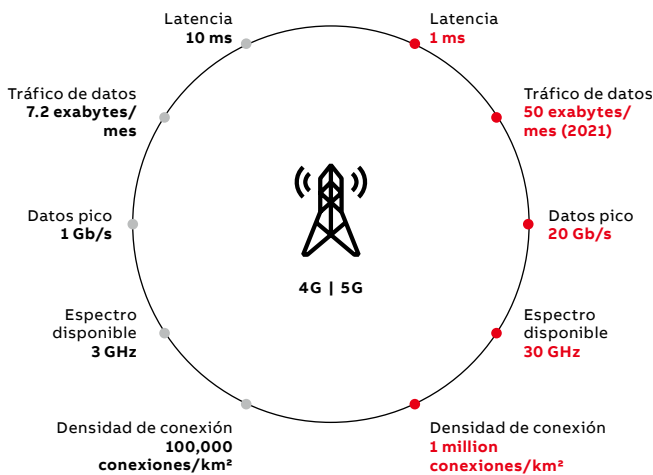 Latencia
10 ms
Latencia
1 ms
Tráfico de datos
7.2 exabytes/
mes
Tráfico de datos
50 exabytes/
mes (2021)
Datos pico
1 Gb/s
Datos pico
20 Gb/s
4G | 5G
Espectro
disponible
3 GHz
Espectro
disponible
30 GHz
Densidad de conexión
100,000
conexiones/km²
Densidad de conexión
1 million
conexiones/km²